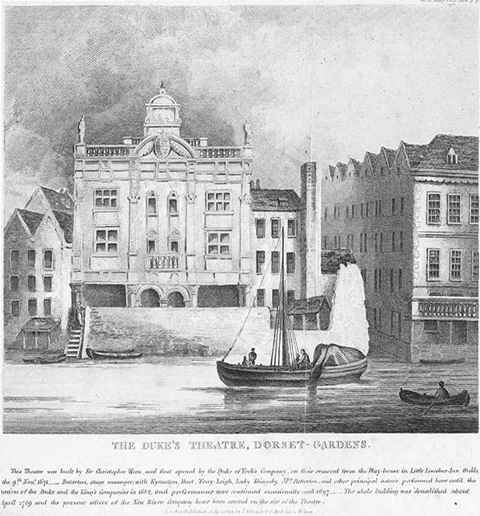 THE DUKE'S THEATRE, DORSET-GARDENS.
This Theatre was built by Sir Christopher Wren, and first opened by the Duke of York's Company, on their removal from the Play-house in Little Lincolns-Inn Fields,
the 9th Nov.r 1671, Betterton, stage manager; with Kynaston, Hart, Tony Leigh, Lady Slingsby, Mrs. Betterton, and other principal actors, performed here until the
union of the Duke and the King's Companies in 1682, and performances were continued occasionally until 1697. The whole building was demolished about
April 1709 and the present offices of the New River Company have been erected on the site of the Theatre.
London, Published July